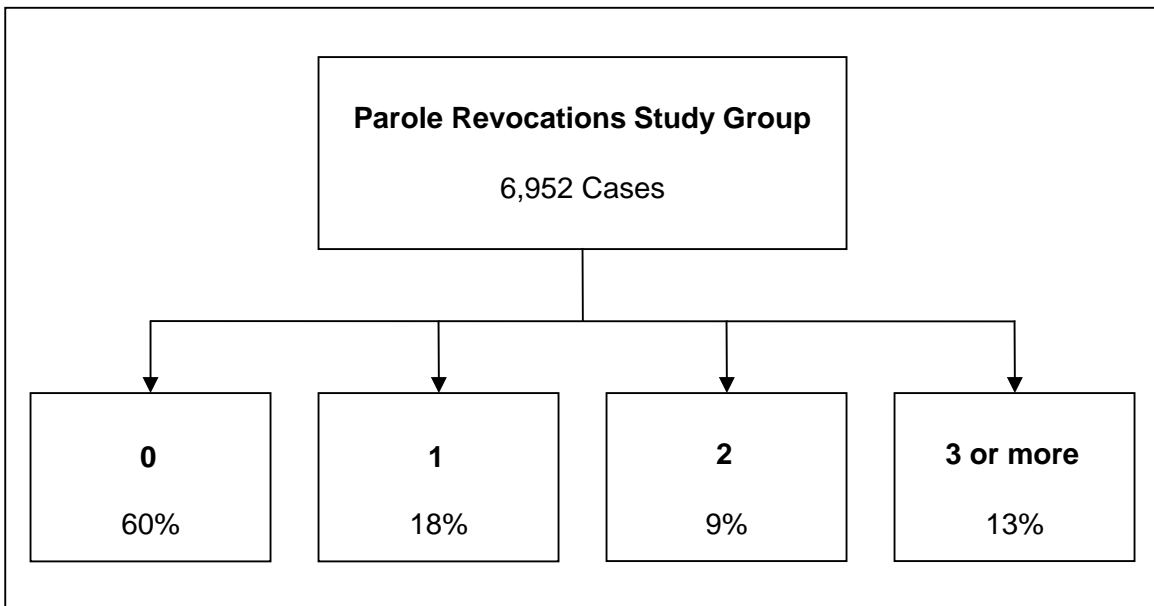 Parole Revocations Study Group
6,952 Cases
0
60%
1
18%
2
9%
3 or more
13%